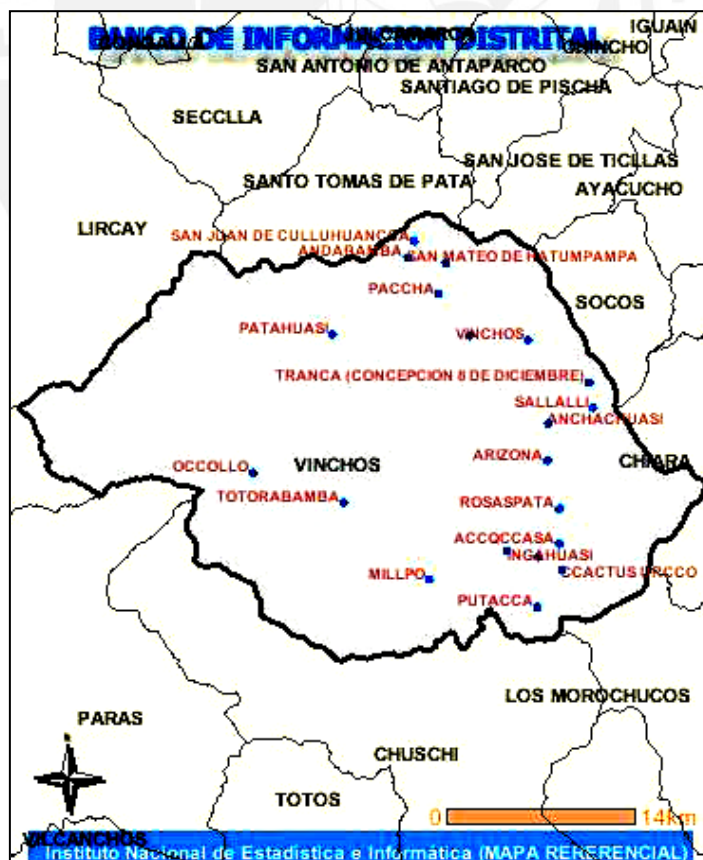 BANCO DE INFORMACION DISTRITAL
IGUAIN
CHINCHO
SAN ANTONIO DE ANTAPARCO
SANTIAGO DE PISCHA
SECCLLA
SAN JOSE DE TICLLAS
SANTO TOMAS DE PATA
AYACUCHO
LIRCAY
SAN JUAN DE CULLUHUANCCA
ANDABAMBA
SAN MATEO DE HATUMPAMPA
PACCHA
SOCOS
PATAHUASI
VINCHOS
TRANCA (CONCEPCION 8 DE DICIEMBRE)
SALLALLI
ANCHACHUASI
ARIZONA
CHIARA
OCCOLLO
VINCHOS
TOTORABAMBA
ROSASPATA
ACCOCCASA
INGAHUASI
CCACTUS URCCO
MILLPO
PUTACCA
LOS MOROCHUCOS
PARAS
CHUSCHI
TOTOS
0 14km
VILCANCHOS
Instituto Nacional de Estadística e Informática (MAPA REFERENCIAL)